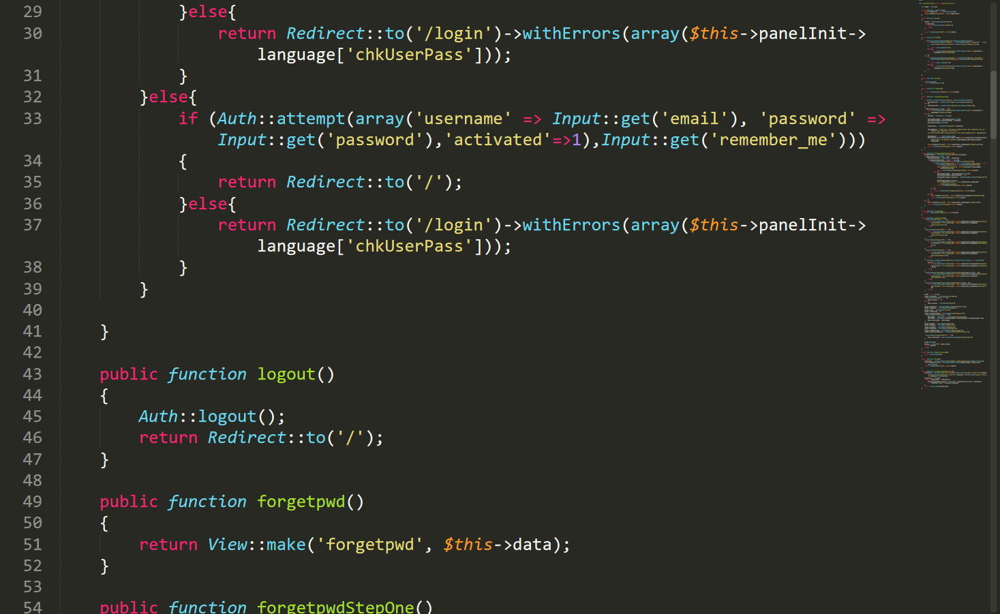 29 }else{
30 return Redirect::to('/login')->withErrors(array($this->panelInit->
language['chkUserPass']));
31 }
32 }else{
33 if (Auth::attempt(array('username' => Input::get('email'), 'password' =>
Input::get('password'),'activated'=>1),Input::get('remember_me')))
34 {
35 return Redirect::to('/');
36 }else{
37 return Redirect::to('/login')->withErrors(array($this->panelInit->
language['chkUserPass']));
38 }
39 }
40
41 }
42
43 public function logout()
44 {
45 Auth::logout();
46 return Redirect::to('/');
47 }
48
49 public function forgetpwd()
50 {
51 return View::make('forgetpwd', $this->data);
52 }
53
54 public function forgetpwdStepOne()